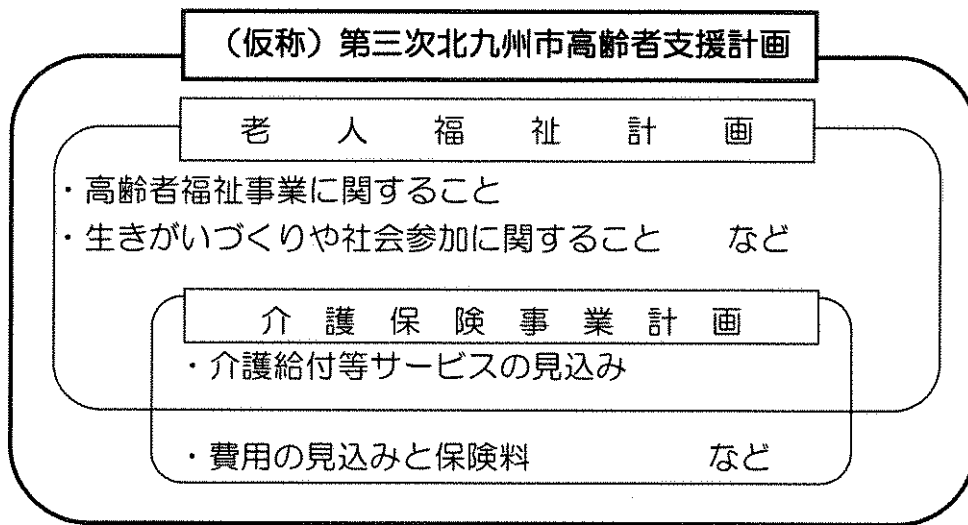 （仮称）第三次北九州市高齢者支援計画
老人福祉計画
・高齢者福祉事業に関すること
・生きがいづくりや社会参加に関すること　など
介護保険事業計画
・介護給付等サービスの見込み
・費用の見込みと保険料　など